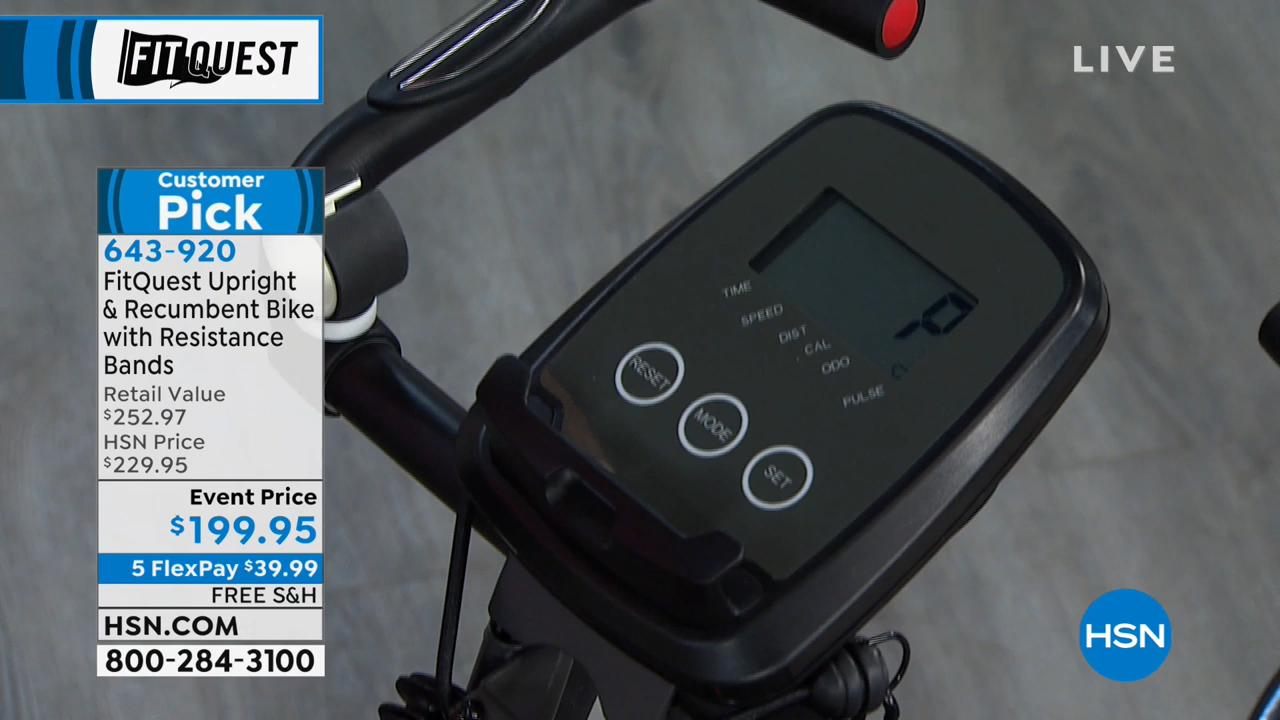 FITQUEST
LIVE
Customer
Pick
643-920
FitQuest Upright
& Recumbent Bike
with Resistance
Bands
Retail Value
$252.97
HSN Price
$229.95
Event Price
$199.95
5 FlexPay $39.99
FREE S&H
HSN.COM
800-284-3100
TIME
SPEED
DIST
CAL
ODO
PULSE
RESET
MODE
SET
HSN